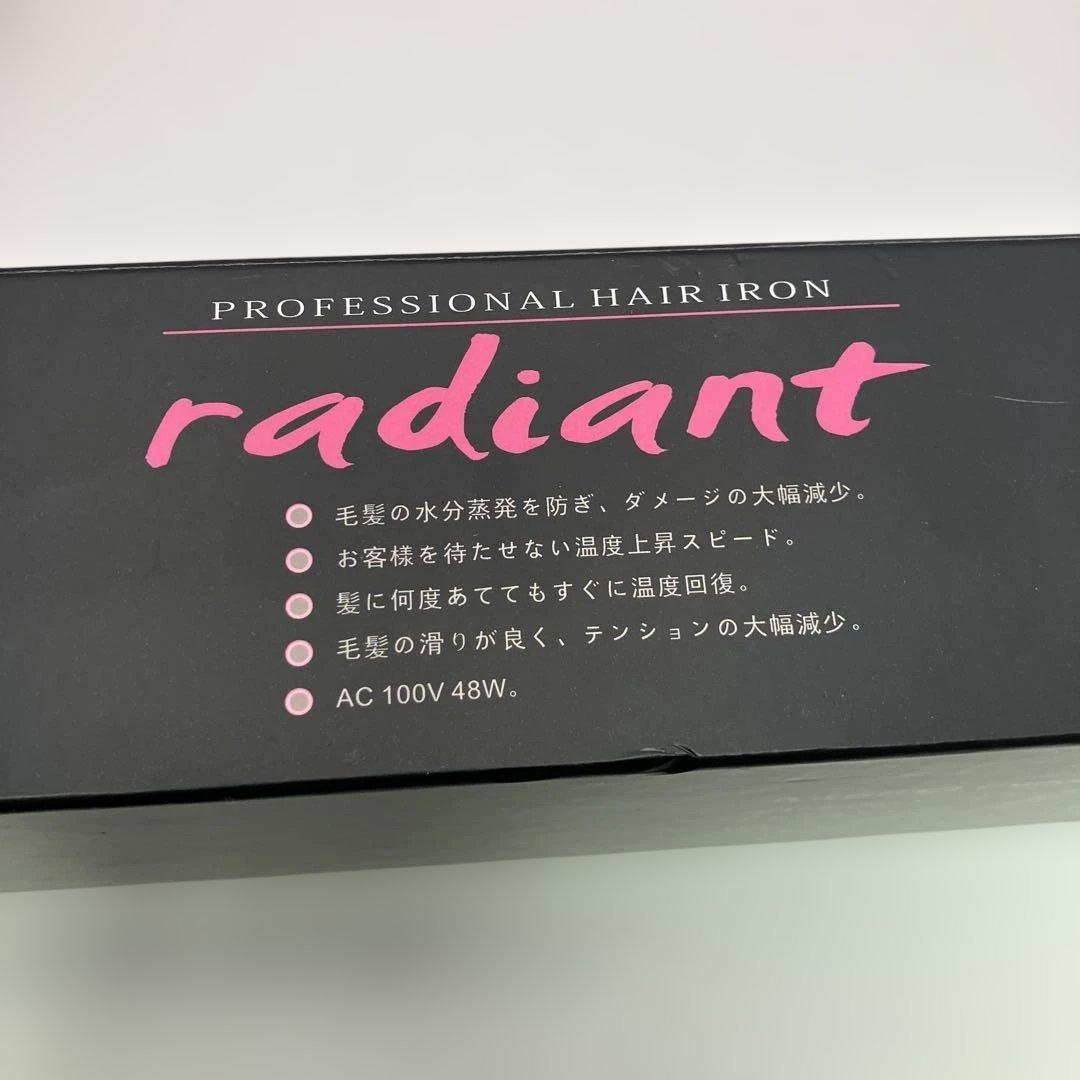 PROFESSIONAL HAIR IRON
radiant
毛髪の水分蒸発を防ぎ、ダメージの大幅減少。
お客様を待たせない温度上昇スピード。
髪に何度あててもすぐに温度回復。
毛髪の滑りが良く、テンションの大幅減少。
AC 100V 48W。